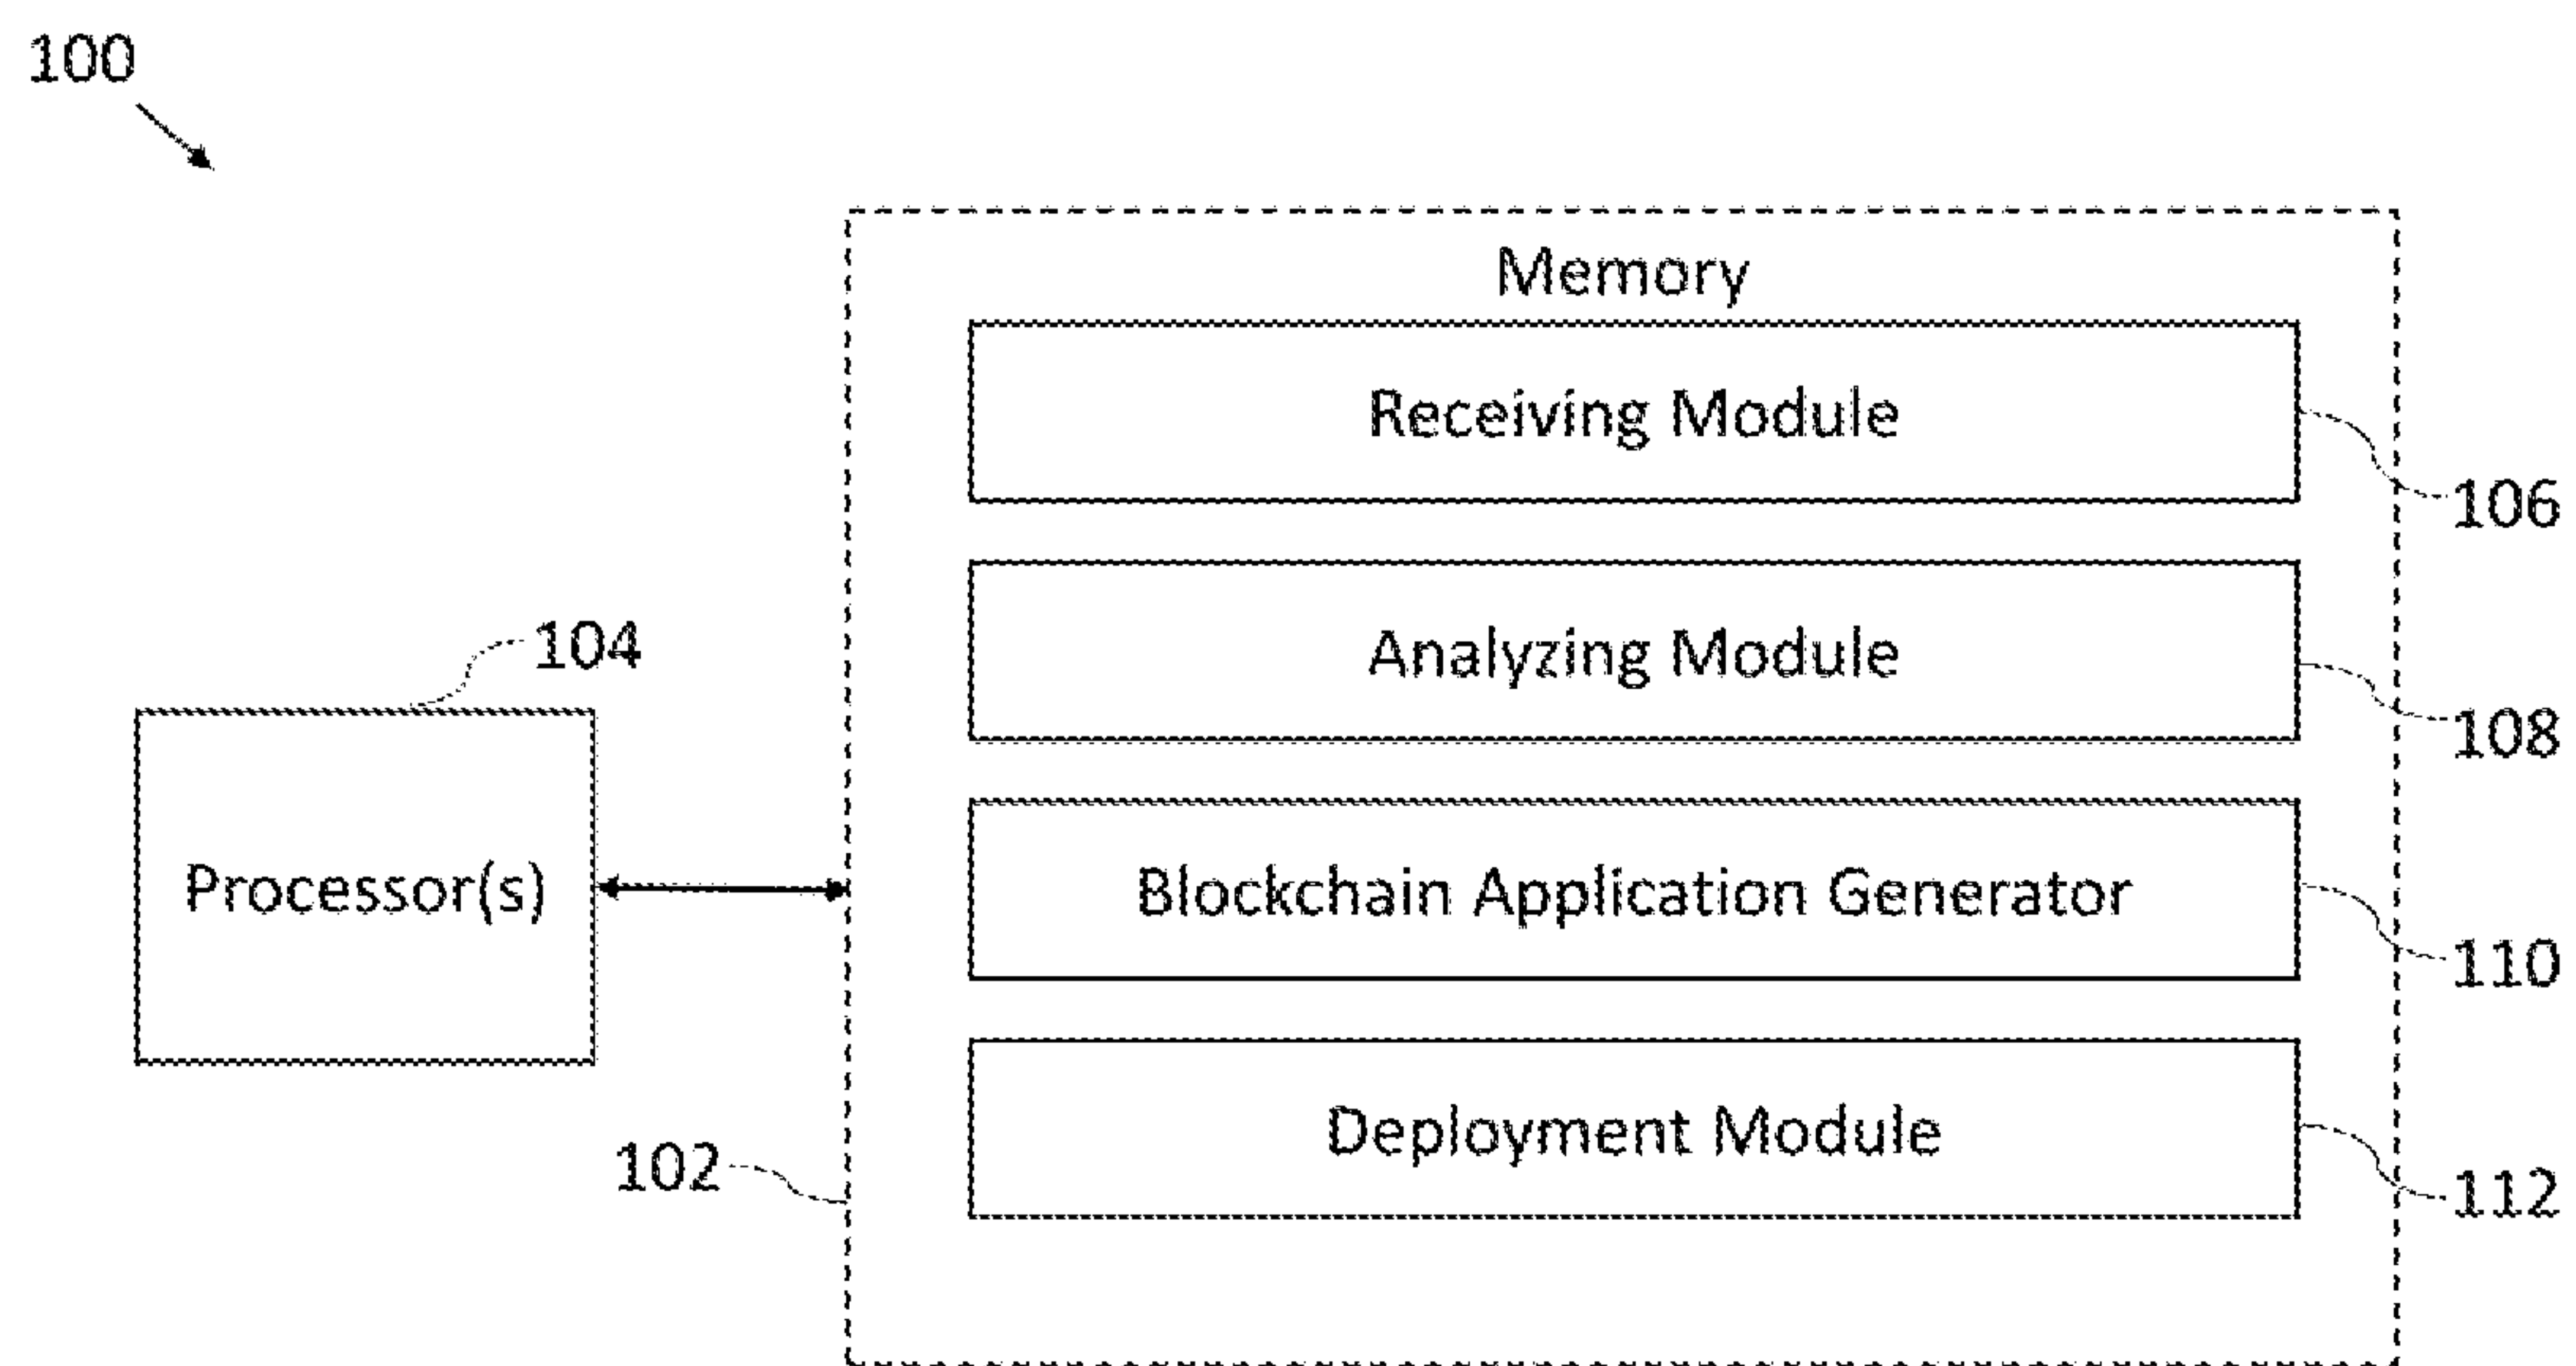 100
Memory
Receiving Module
106
Analyzing Module
108
104
Processor(s)
Blockchain Application Generator
110
Deployment Module
102
112